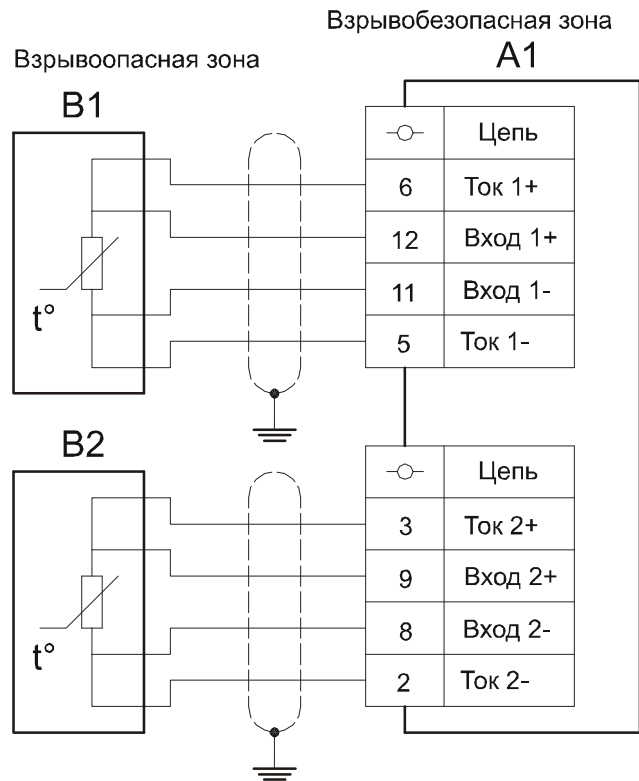 Взрывобезопасная зона
Взрывоопасная зона
A1
B1
Цепь
6 Ток 1+
12 Вход 1+
11 Вход 1-
5 Ток 1-
t°
B2
Цепь
3 Ток 2+
9 Вход 2+
8 Вход 2-
2 Ток 2-
t°